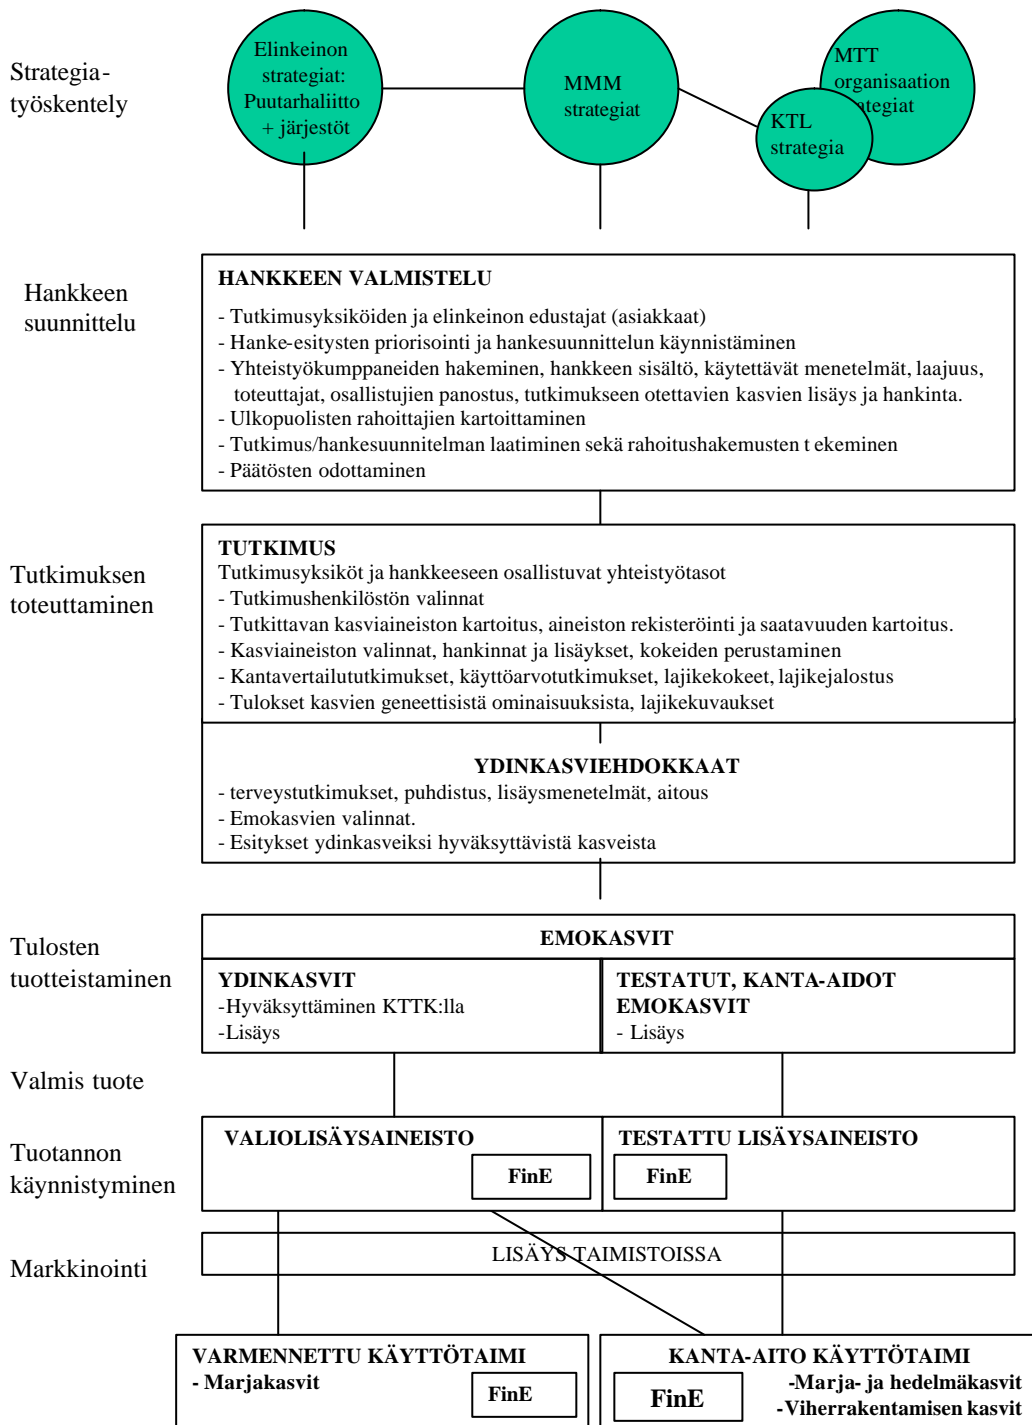 Strategia-
työskentely
Elinkeinon
strategiat:
Puutarhaliitto
+ järjestöt
MMM
strategiat
MTT
organisaation
ategiat
KTL
strategia
Hankkeen
suunnittelu
HANKKEEN VALMISTELU
- Tutkimusyksiköiden ja elinkeinon edustajat (asiakkaat)
- Hanke-esitysten priorisointi ja hankesuunnittelun käynnistäminen
- Yhteistyökumppaneiden hakeminen, hankkeen sisältö, käytettävät menetelmät, laajuus,
toteuttajat, osallistujien panostus, tutkimukseen otettavien kasvien lisäys ja hankinta.
- Ulkopuolisten rahoittajien kartoittaminen
- Tutkimus/hankesuunnitelman laatiminen sekä rahoitushakemusten t ekeminen
- Päätösten odottaminen
Tutkimuksen
toteuttaminen
TUTKIMUS
Tutkimusyksiköt ja hankkeeseen osallistuvat yhteistyötasot
- Tutkimushenkilöstön valinnat
- Tutkittavan kasviaineiston kartoitus, aineiston rekisteröinti ja saatavuuden kartoitus.
- Kasviaineiston valinnat, hankinnat ja lisäykset, kokeiden perustaminen
- Kantavertailututkimukset, käyttöarvotutkimukset, lajikekokeet, lajikejalostus
- Tulokset kasvien geneettisistä ominaisuuksista, lajikekuvaukset
YDINKASVIEHDOKKAAT
- terveystutkimukset, puhdistus, lisäysmenetelmät, aitous
- Emokasvien valinnat.
- Esitykset ydinkasveiksi hyväksyttävistä kasveista
Tulosten
tuotteistaminen
EMOKASVIT
YDINKASVIT
-Hyväksyttäminen KTTK:lla
-Lisäys
TESTATUT, KANTA-AIDOT
EMOKASVIT
- Lisäys
Valmis tuote
Tuotannon
käynnistyminen
VALIOLISÄYSAINEISTO
FinE
TESTATTU LISÄYSAINEISTO
FinE
Markkinointi
LISÄYS TAIMISTOISSA
VARMENNETTU KÄYTTÖTAIMI
- Marjakasvit
FinE
KANTA-AITO KÄYTTÖTAIMI
FinE
-Marja- ja hedelmäkasvit
-Viherrakentamisen kasvit